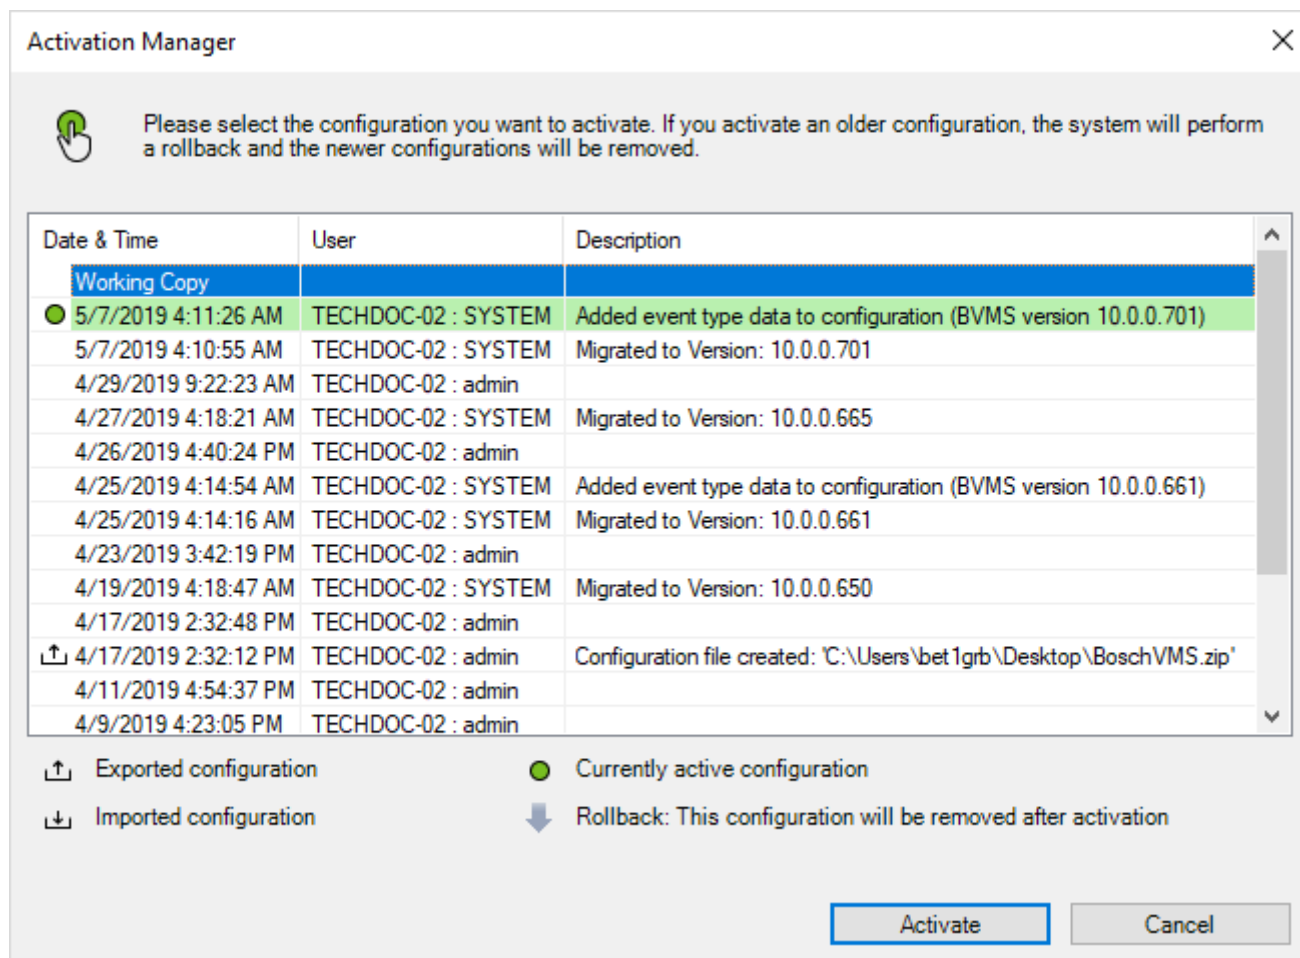 Activation Manager
Please select the configuration you want to activate. If you activate an older configuration, the system will perform
a rollback and the newer configurations will be removed.
Date & Time User Description
Working Copy
5/7/2019 4:11:26 AM TECHDOC-02 : SYSTEM Added event type data to configuration (BVMS version 10.0.0.701)
5/7/2019 4:10:55 AM TECHDOC-02 : SYSTEM Migrated to Version: 10.0.0.701
4/29/2019 9:22:23 AM TECHDOC-02 : admin
4/27/2019 4:18:21 AM TECHDOC-02 : SYSTEM Migrated to Version: 10.0.0.665
4/26/2019 4:40:24 PM TECHDOC-02 : admin
4/25/2019 4:14:54 AM TECHDOC-02 : SYSTEM Added event type data to configuration (BVMS version 10.0.0.661)
4/25/2019 4:14:16 AM TECHDOC-02 : SYSTEM Migrated to Version: 10.0.0.661
4/23/2019 3:42:19 PM TECHDOC-02 : admin
4/19/2019 4:18:47 AM TECHDOC-02 : SYSTEM Migrated to Version: 10.0.0.650
4/17/2019 2:32:48 PM TECHDOC-02 : admin
4/17/2019 2:32:12 PM TECHDOC-02 : admin Configuration file created: 'C:\Users\bet1grb\Desktop\BoschVMS.zip'
4/11/2019 4:54:37 PM TECHDOC-02 : admin
4/9/2019 4:23:05 PM TECHDOC-02 : admin
Exported configuration Currently active configuration
Imported configuration Rollback: This configuration will be removed after activation
Activate Cancel